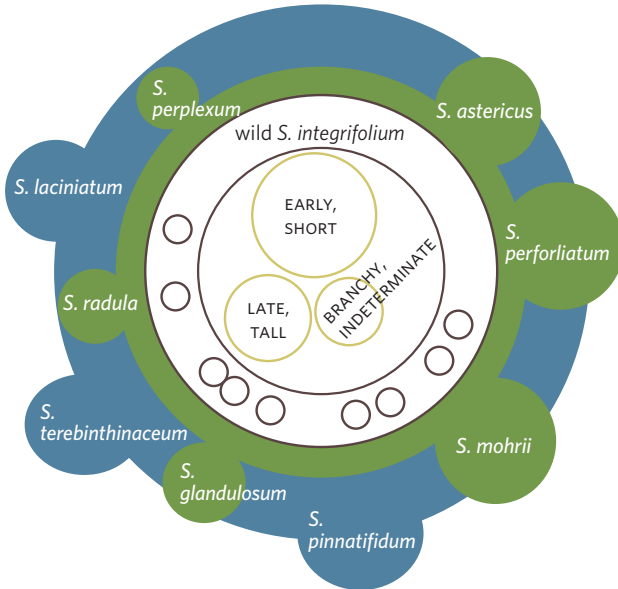 S.
perplexum
S. astericus
wild S. integrifolium
S. laciniatum
EARLY,
SHORT
S.
perforliatum
BRANCHY,
INDETERMINATE
S. radula
LATE,
TALL
S.
terebinthinaceum
S. mohrii
S.
glandulosum
S.
pinnatifidum